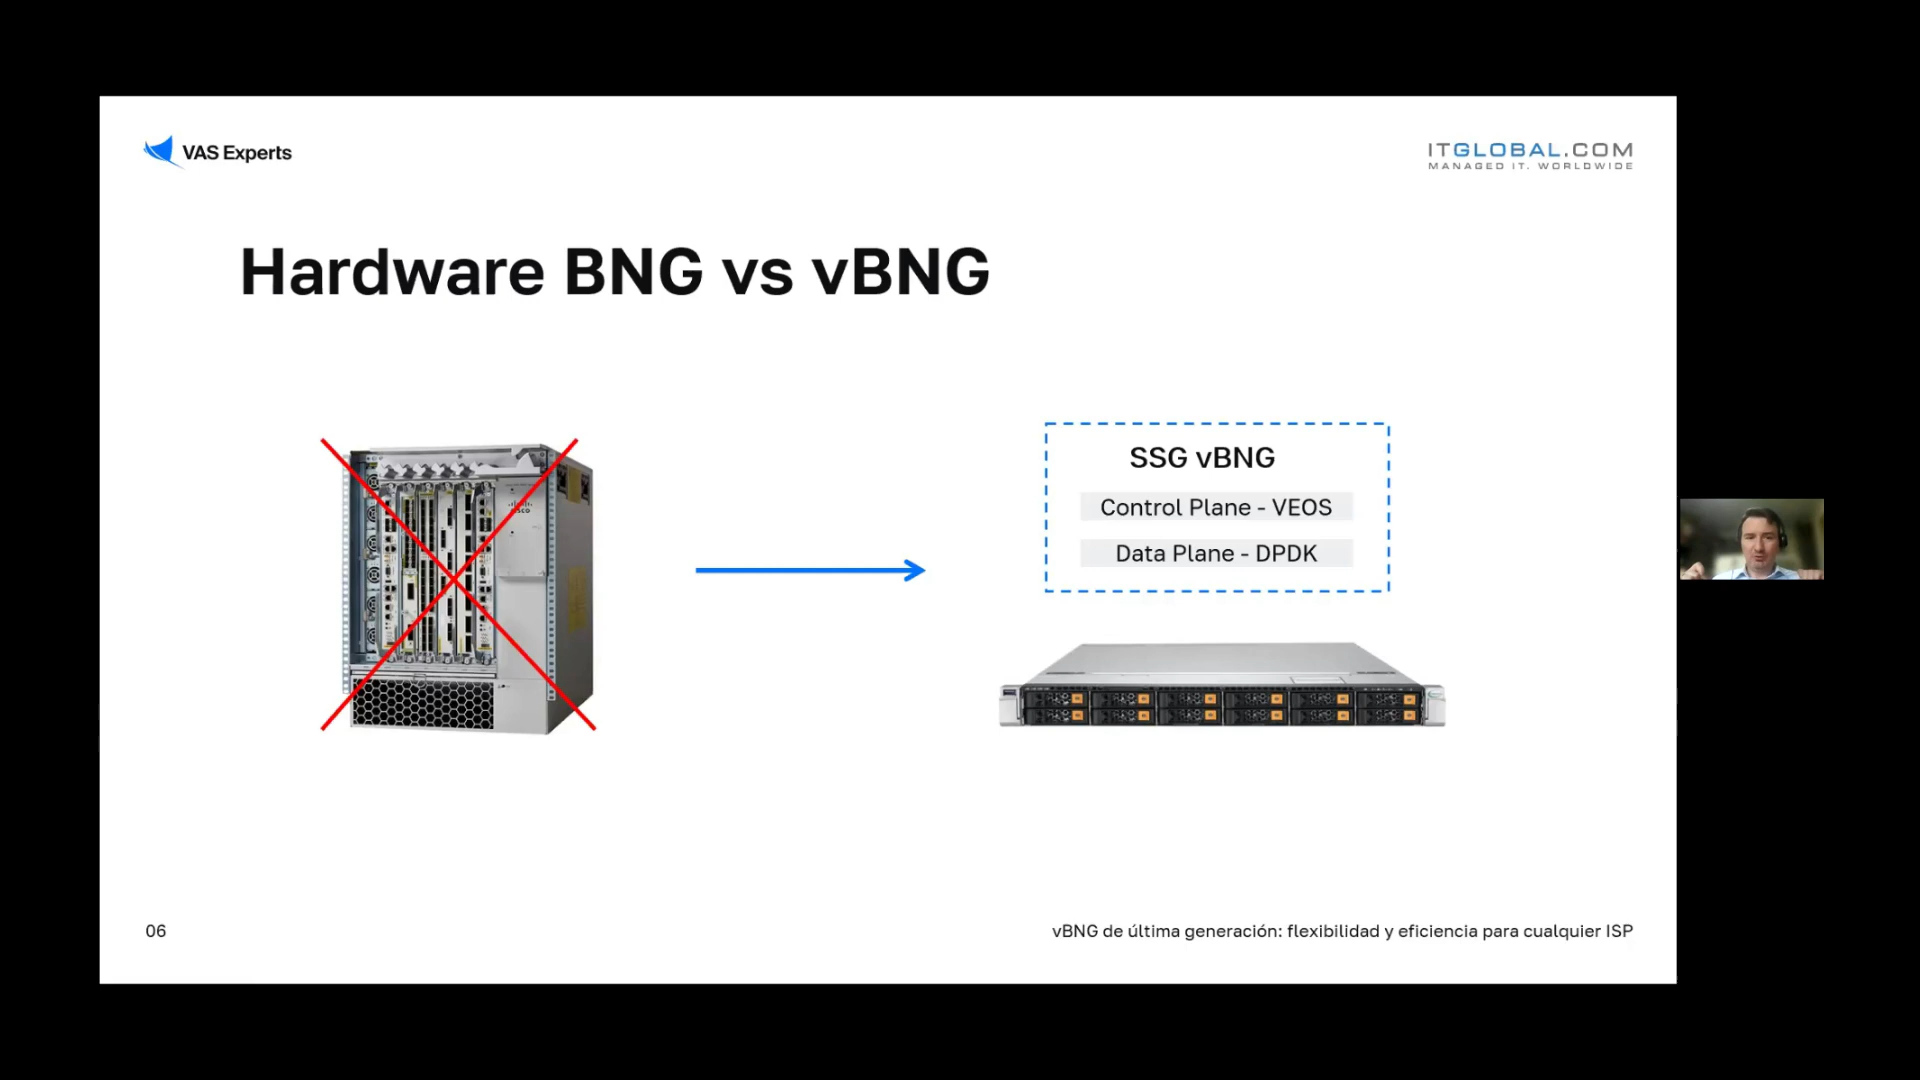 VAS Experts
ITGLOBAL.COM
MANAGED IT. WORLDWIDE
Hardware BNG vs vBNG
SSG vBNG
Control Plane - VEOS
Data Plane - DPDK
06
vBNG de última generación: flexibilidad y eficiencia para cualquier ISP